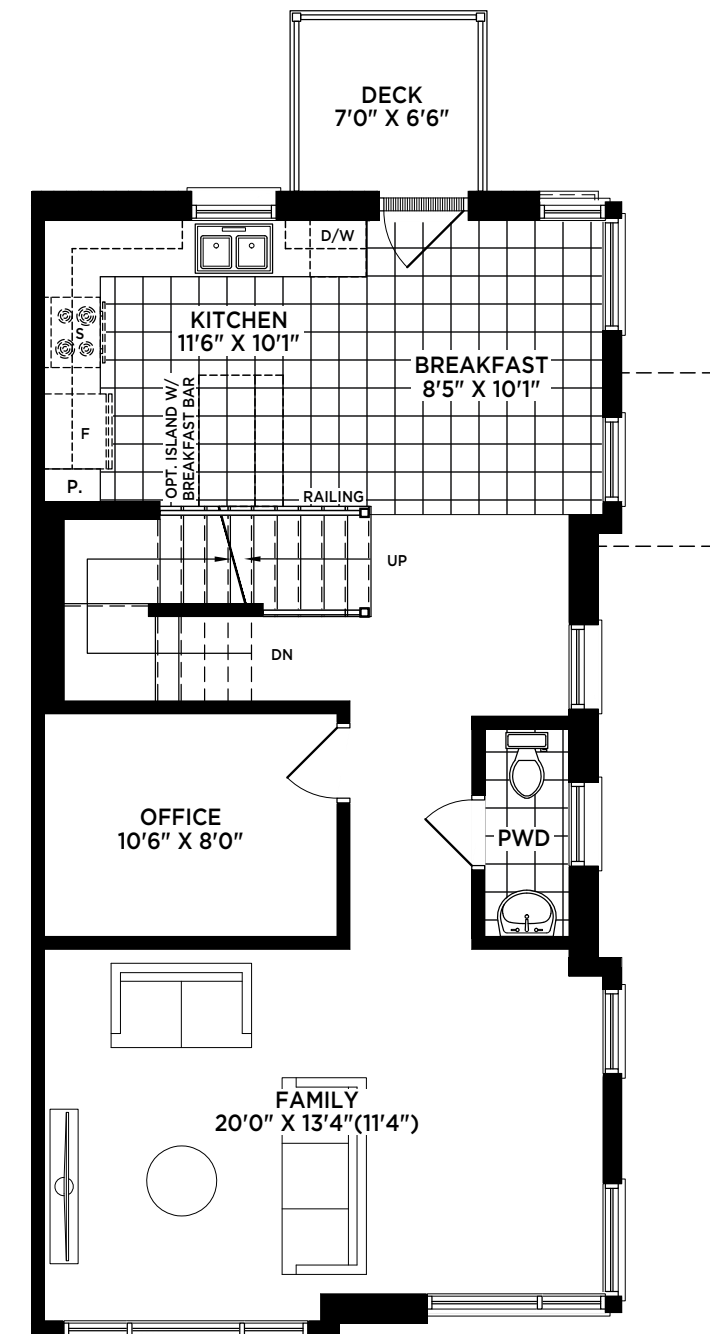 DECK
7'0" X 6'6"
D/W
KITCHEN
11'6" X 10'1"
S
BREAKFAST
8'5" X 10'1"
OPT. ISLAND W/
BREAKFAST BAR
F
P.
RAILING
UP
DN
OFFICE
10'6" X 8'0"
PWD
FAMILY
20'0" X 13'4"(11'4")